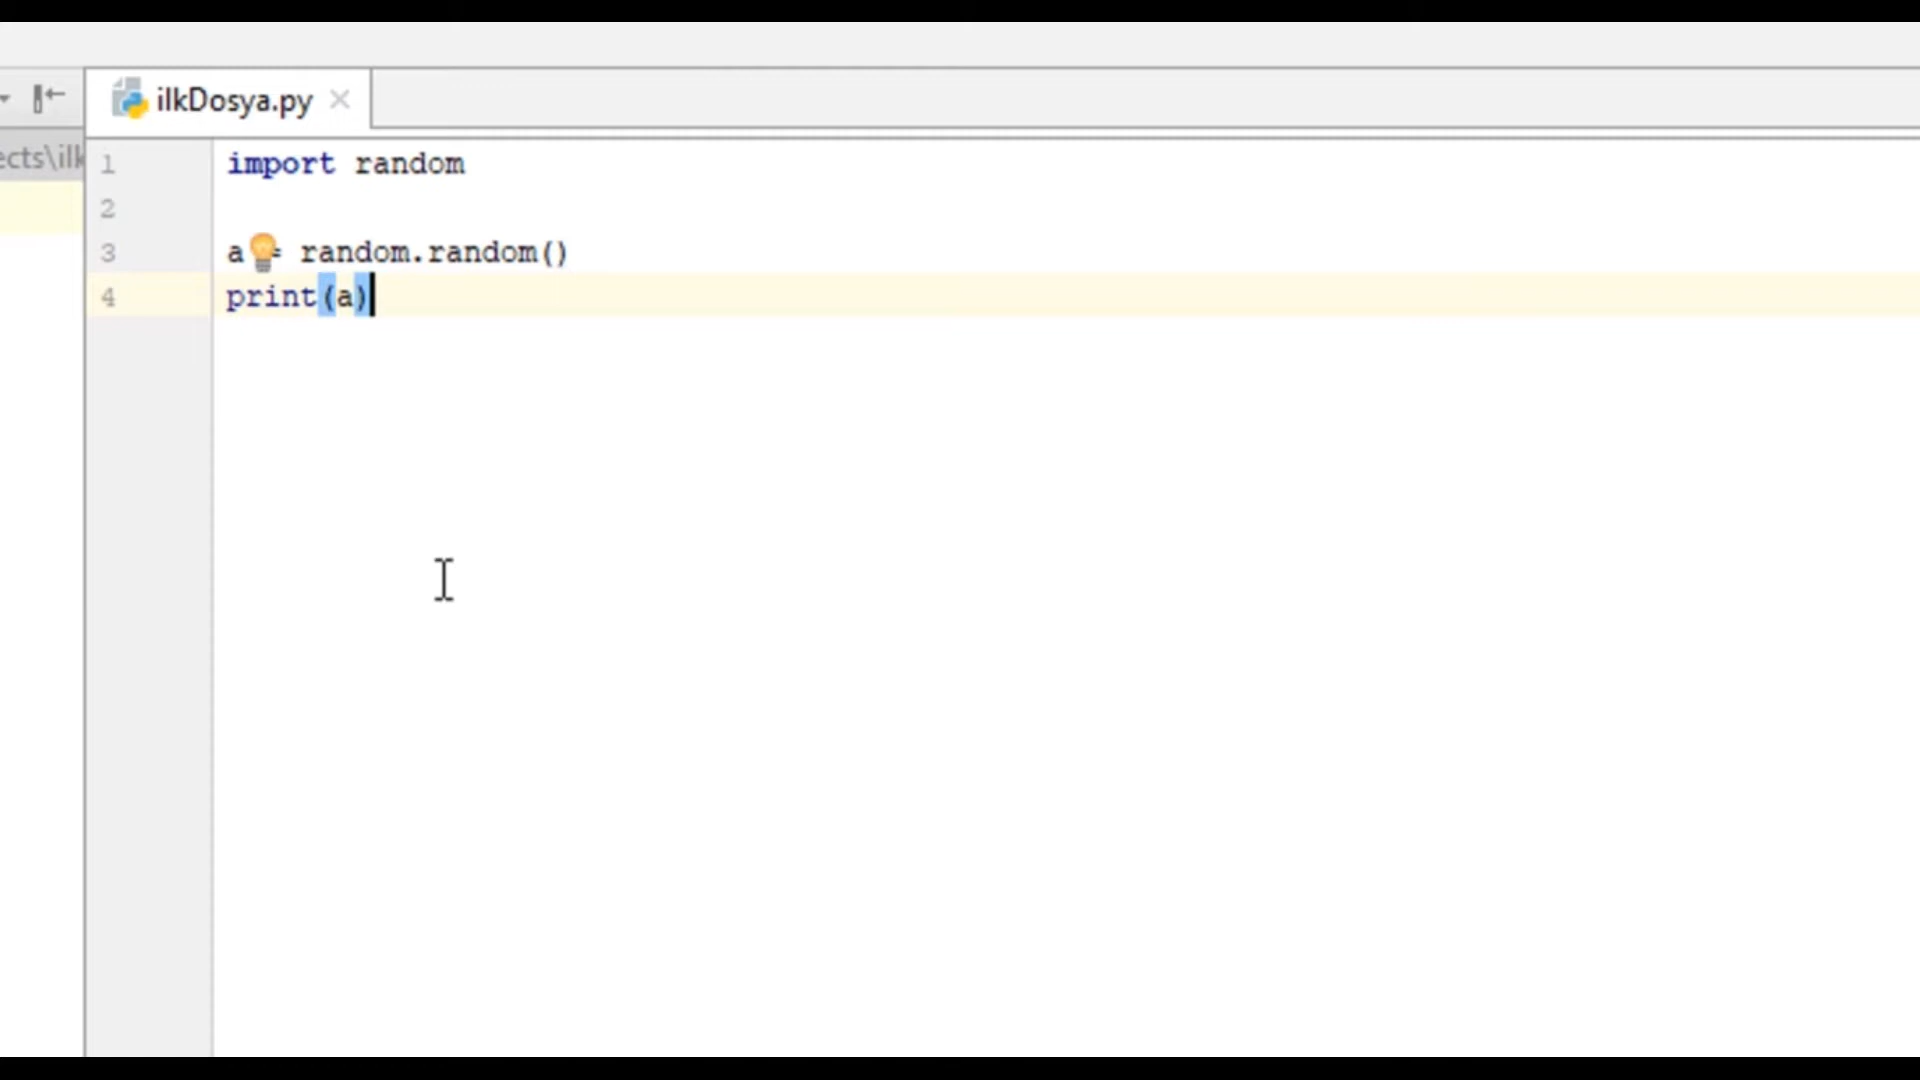 ilkDosya.py
ects\ilk
1 import random
2
3 a = random.random()
4 print(a)